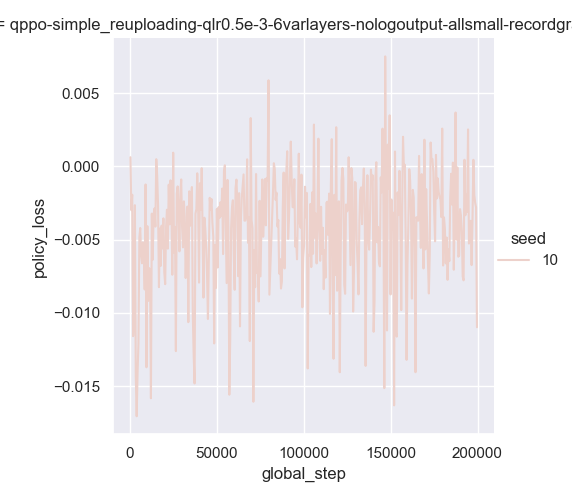 = qppo-simple_reuploading-qlr0.5e-3-6varlayers-nologoutput-allsmall-recordgr
0.005
0.000
−0.005
−0.010
−0.015
policy_loss
0
50000
100000
150000
200000
global_step
seed
10